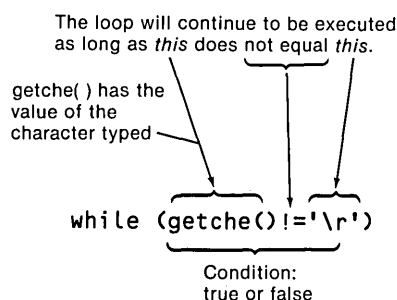 The loop will continue to be executed
as long as this does not equal this.
getche( ) has the
value of the
character typed
while (getche()!='\r')
Condition:
true or false